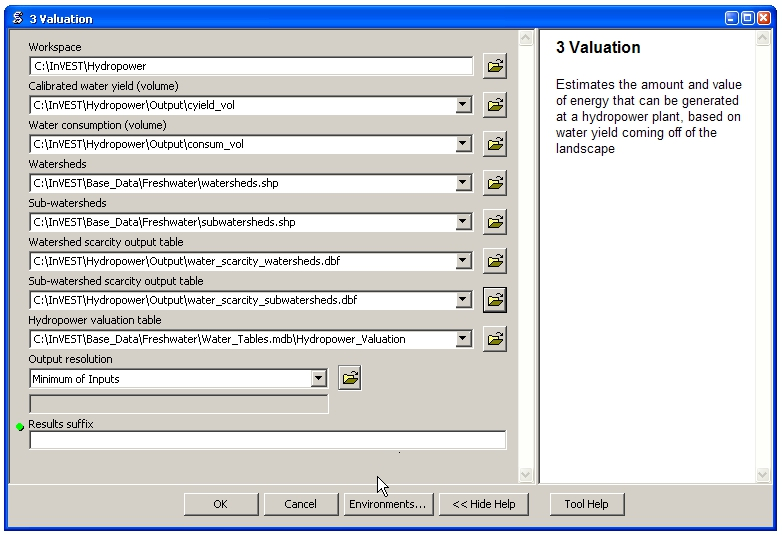 3 Valuation
Workspace
C:\InVEST\Hydropower
Calibrated water yield (volume)
C:\InVEST\Hydropower\Output\cyield_vol
Water consumption (volume)
C:\InVEST\Hydropower\Output\consum_vol
Watersheds
C:\InVEST\Base_Data\Freshwater\watersheds.shp
Sub-watersheds
C:\InVEST\Base_Data\Freshwater\subwatersheds.shp
Watershed scarcity output table
C:\InVEST\Hydropower\Output\water_scarcity_watersheds.dbf
Sub-watershed scarcity output table
C:\InVEST\Hydropower\Output\water_scarcity_subwatersheds.dbf
Hydropower valuation table
C:\InVEST\Base_Data\Freshwater\Water_Tables.mdb\Hydropower_Valuation
Output resolution
Minimum of Inputs
Results suffix
3 Valuation
Estimates the amount and value
of energy that can be generated
at a hydropower plant, based on
water yield coming off of the
landscape
OK
Cancel
Environments...
<< Hide Help
Tool Help